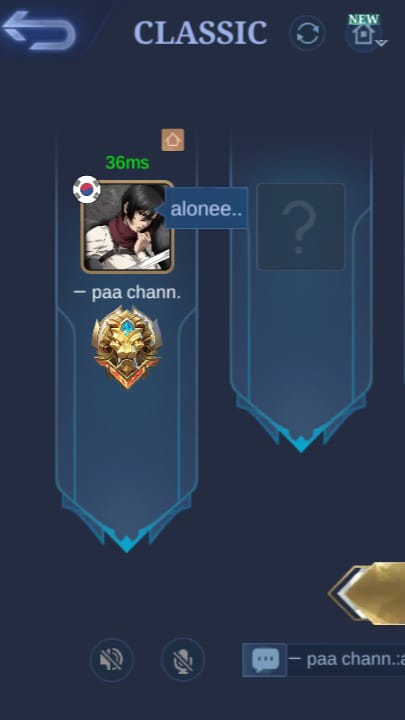 CLASSIC
NEW
36ms
alonee..
?
– paa chann.
– paa chann.:a